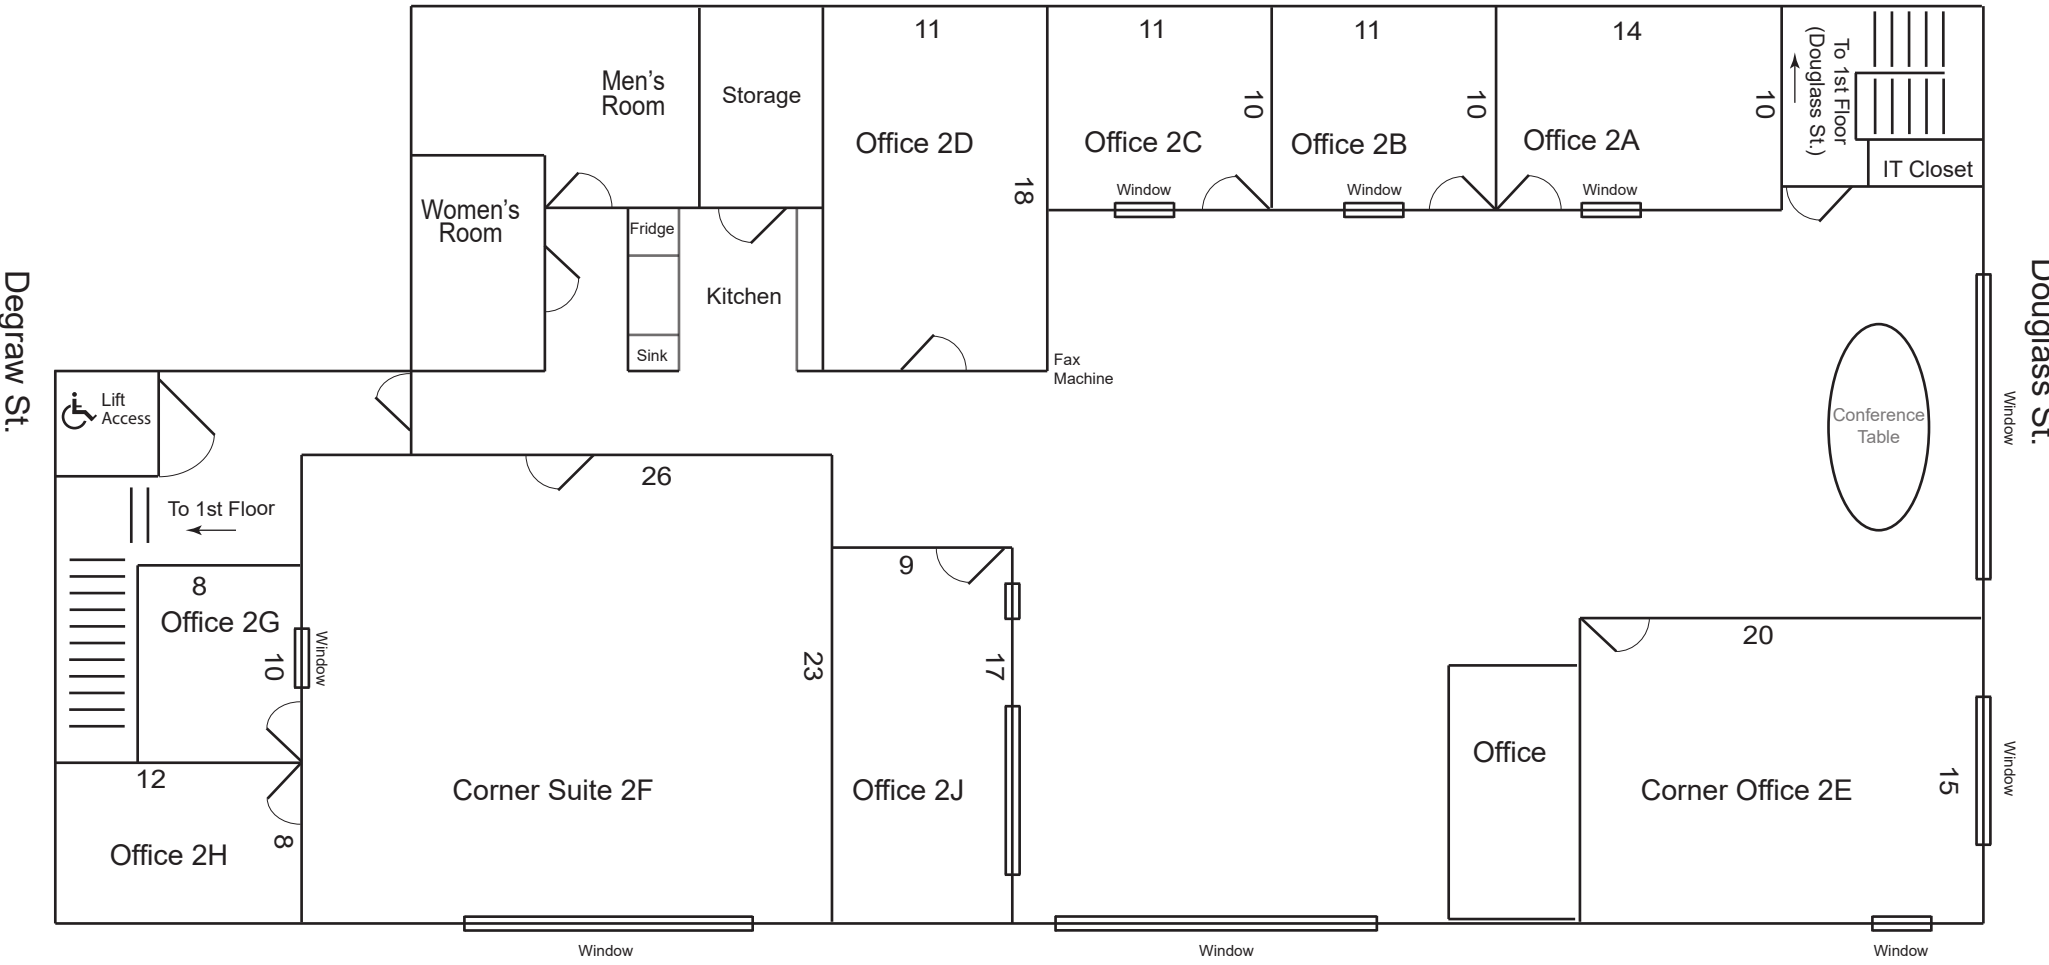 11
11
11
14
To 1st Floor
(Douglass St.)
Men's
Room
Storage
10
10
10
Office 2D
Office 2C
Office 2B
Office 2A
IT Closet
18
Window
Window
Window
Women's
Room
Fridge
Kitchen
Sink
Fax
Machine
Degraw St.
Douglass St.
Lift
Access
Conference
Table
Window
26
To 1st Floor
9
8
Office 2G
10
Window
23
17
20
12
Office
Corner Suite 2F
Office 2J
Corner Office 2E
15
Window
8
Office 2H
Window
Window
Window